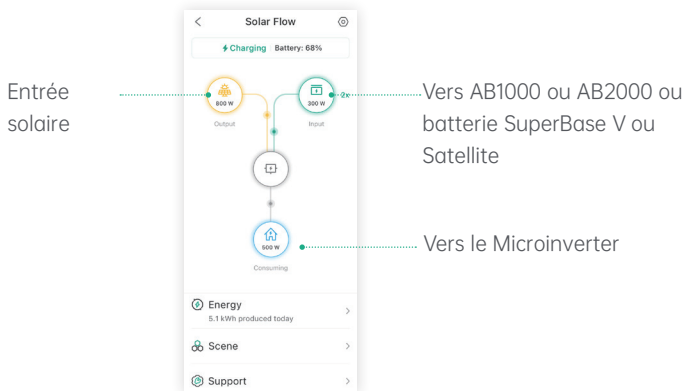 Solar Flow
Charging Battery: 68%
Entrée
solaire
800 W
Output
2x
300 W
Input
Vers AB1000 ou AB2000 ou
batterie SuperBase V ou
Satellite
500 W
Consuming
Vers le Microinverter
Energy
5.1 kWh produced today
Scene
Support